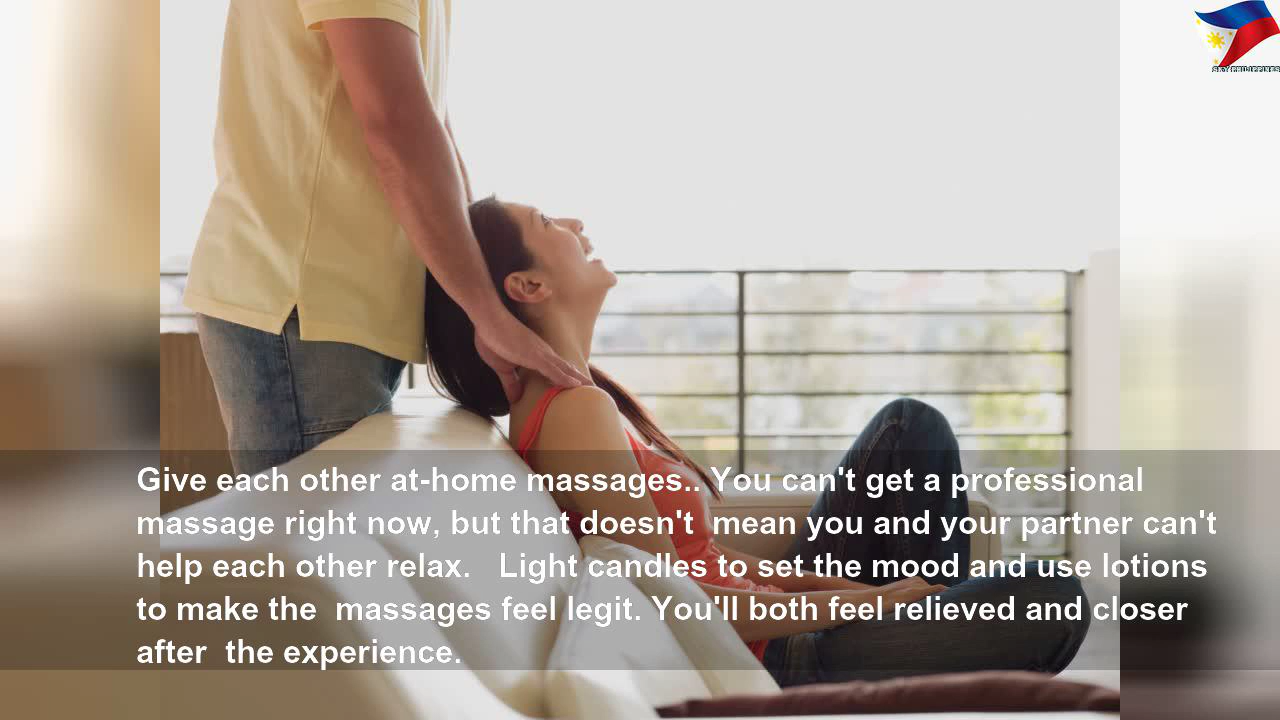 SKY PHILIPPINES
Give each other at-home massages.. You can't get a professional
massage right now, but that doesn't  mean you and your partner can't
help each other relax.   Light candles to set the mood and use lotions
to make the  massages feel legit. You'll both feel relieved and closer
after  the experience.